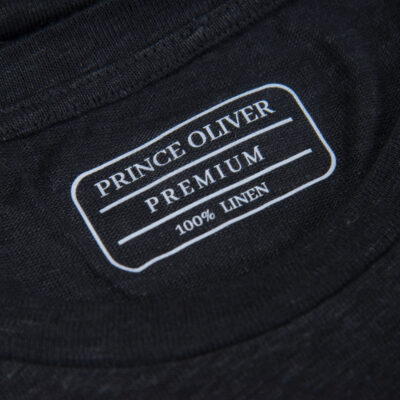 PRINCE OLIVER
PREMIUM
100% LINEN